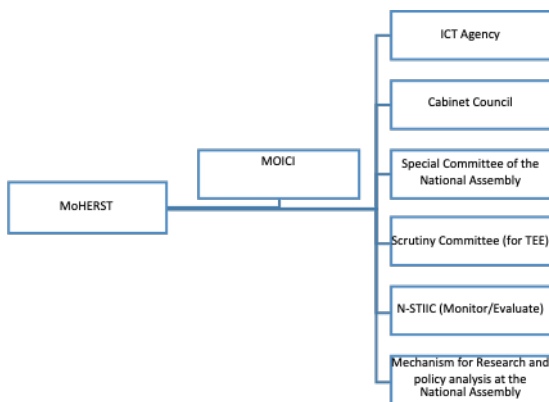 ICT Agency
Cabinet Council
MOICI
Special Committee of the
National Assembly
MoHERST
Scrutiny Committee (for TEE)
N-STIIC (Monitor/Evaluate)
Mechanism for Research and
policy analysis at the
National Assembly